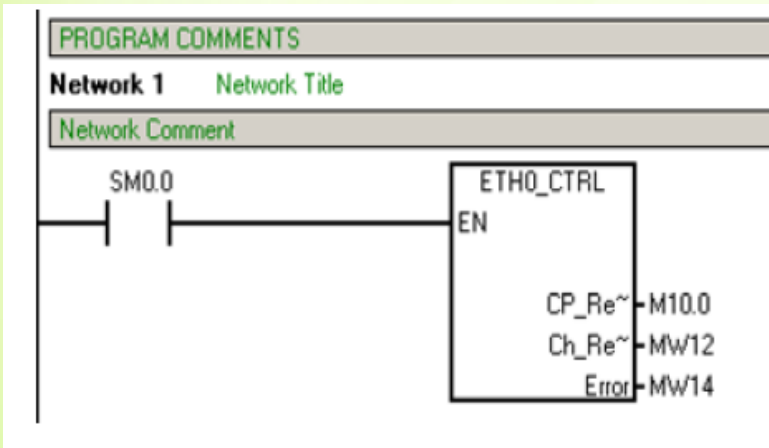 PROGRAM COMMENTS
Network 1 Network Title
Network Comment
SM0.0 ETH0_CTRL
EN
CP_Re~ M10.0
Ch_Re~ MW12
Error MW14